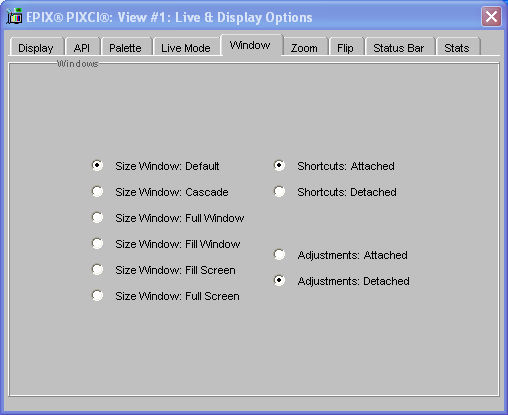 EPIX® PIXCI®: View #1: Live & Display Options
Display API Palette Live Mode Window Zoom Flip Status Bar Stats
Windows
Size Window: Default Shortcuts: Attached
Size Window: Cascade Shortcuts: Detached
Size Window: Full Window
Size Window: Fill Window Adjustments: Attached
Size Window: Fill Screen Adjustments: Detached
Size Window: Full Screen